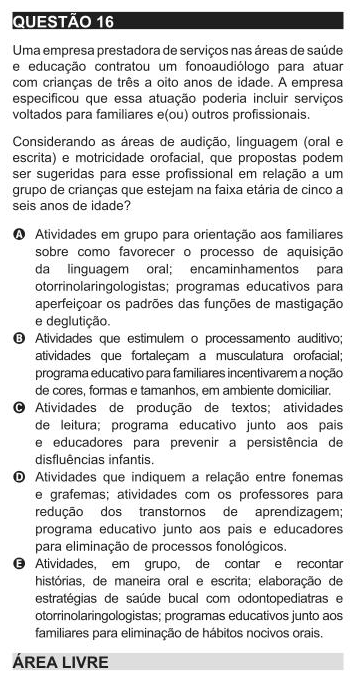 QUESTÃO 16
Uma empresa prestadora de serviços nas áreas de saúde
e educação contratou um fonoaudiólogo para atuar
com crianças de três a oito anos de idade. A empresa
especificou que essa atuação poderia incluir serviços
voltados para familiares e(ou) outros profissionais.
Considerando as áreas de audição, linguagem (oral e
escrita) e motricidade orofacial, que propostas podem
ser sugeridas para esse profissional em relação a um
grupo de crianças que estejam na faixa etária de cinco a
seis anos de idade?
A Atividades em grupo para orientação aos familiares
sobre como favorecer o processo de aquisição
da linguagem oral; encaminhamentos para
otorrinolaringologistas; programas educativos para
aperfeiçoar os padrões das funções de mastigação
e deglutição.
B Atividades que estimulem o processamento auditivo;
atividades que fortaleçam a musculatura orofacial;
programa educativo para familiares incentivarem a noção
de cores, formas e tamanhos, em ambiente domiciliar.
C Atividades de produção de textos; atividades
de leitura; programa educativo junto aos pais
e educadores para prevenir a persistência de
disfluências infantis.
D Atividades que indiquem a relação entre fonemas
e grafemas; atividades com os professores para
redução dos transtornos de aprendizagem;
programa educativo junto aos pais e educadores
para eliminação de processos fonológicos.
E Atividades, em grupo, de contar e recontar
histórias, de maneira oral e escrita; elaboração de
estratégias de saúde bucal com odontopediatras e
otorrinolaringologistas; programas educativos junto aos
familiares para eliminação de hábitos nocivos orais.
ÁREA LIVRE